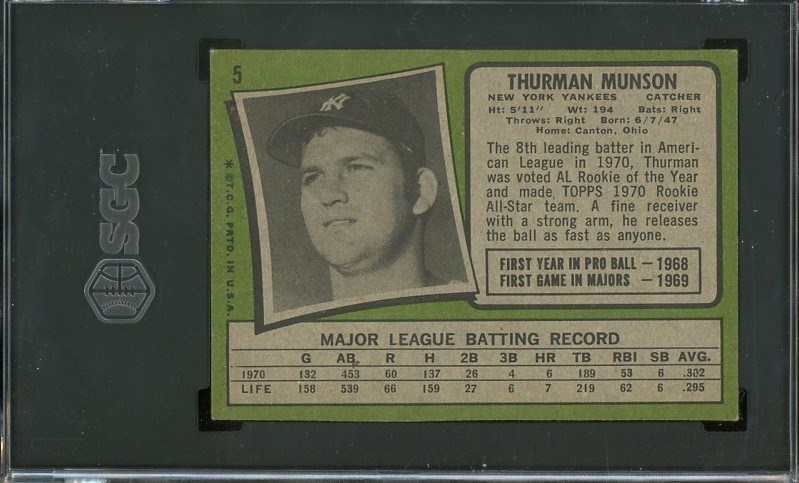 SGC
5
NY
* ©T.C.G. PRTD. IN U.S.A.
THURMAN MUNSON
NEW YORK YANKEES CATCHER
Ht: 5'11" Wt: 194 Bats: Right
Throws: Right Born: 6/7/47
Home: Canton, Ohio
The 8th leading batter in Ameri-
can League in 1970, Thurman
was voted AL Rookie of the Year
and made TOPPS 1970 Rookie
All-Star team. A fine receiver
with a strong arm, he releases
the ball as fast as anyone.
FIRST YEAR IN PRO BALL — 1968
FIRST GAME IN MAJORS — 1969
MAJOR LEAGUE BATTING RECORD
G AB. R H 2B 3B HR TB RBI SB AVG.
1970 132 453 60 137 26 4 6 189 53 6 .302
LIFE 158 539 66 159 27 6 7 219 62 6 .295